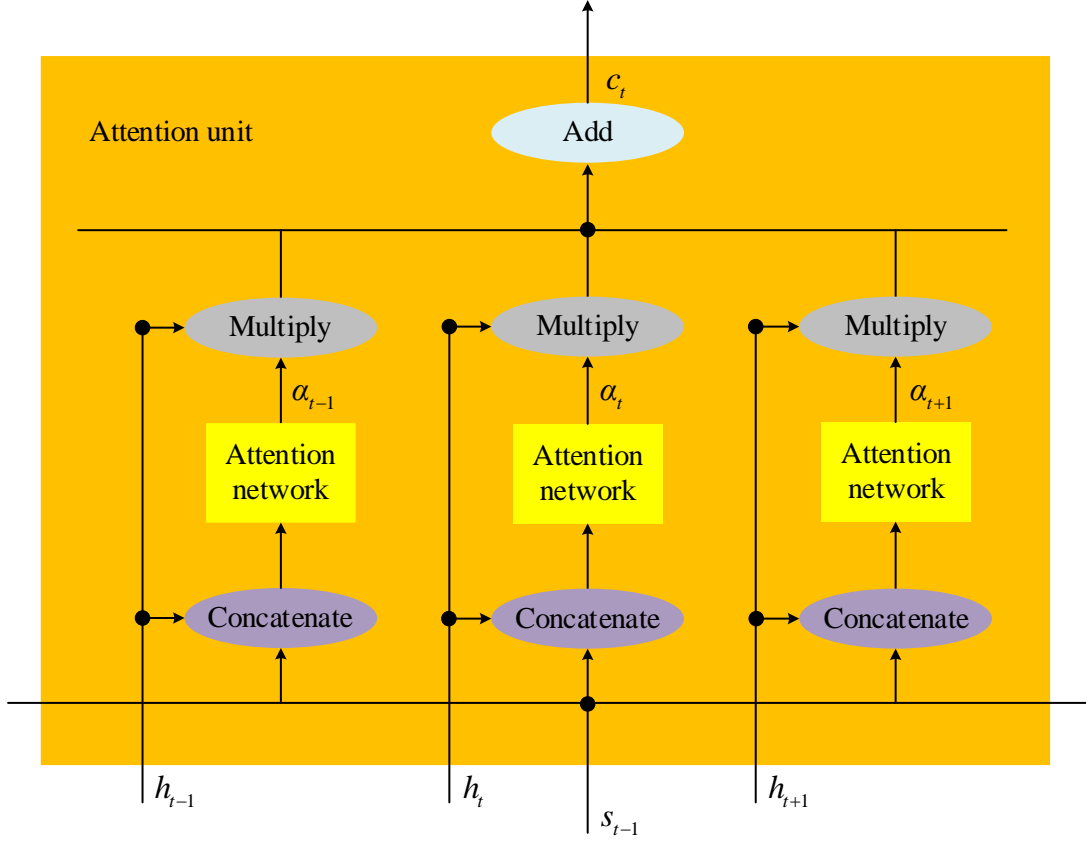 c_t
Attention unit
Add
Multiply
Multiply
Multiply
α_{t−1}
α_t
α_{t+1}
Attention
network
Attention
network
Attention
network
Concatenate
Concatenate
Concatenate
h_{t−1}
h_t
h_{t+1}
s_{t−1}